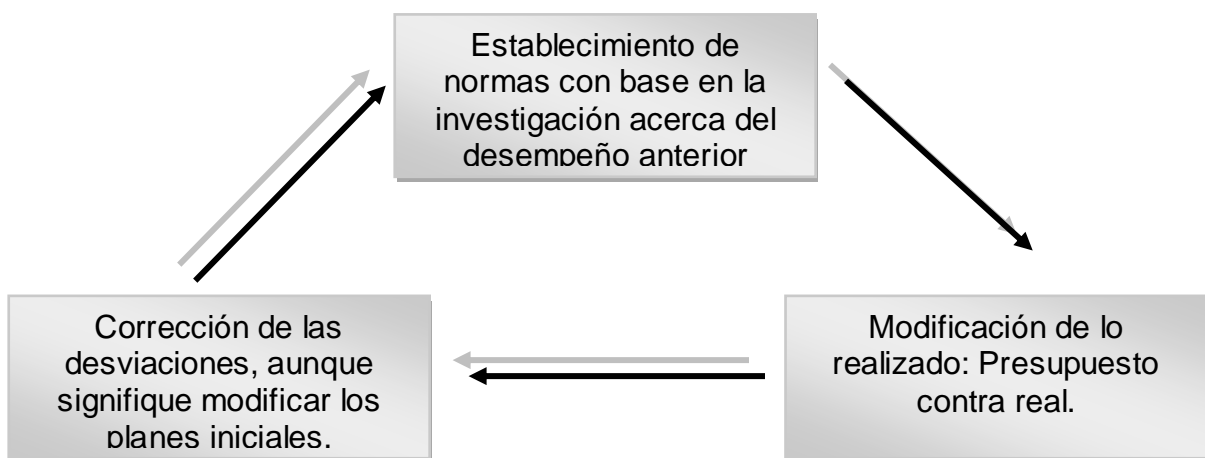 Establecimiento de
normas con base en la
investigación acerca del
desempeño anterior
Corrección de las
desviaciones, aunque
signifique modificar los
planes iniciales.
Modificación de lo
realizado: Presupuesto
contra real.